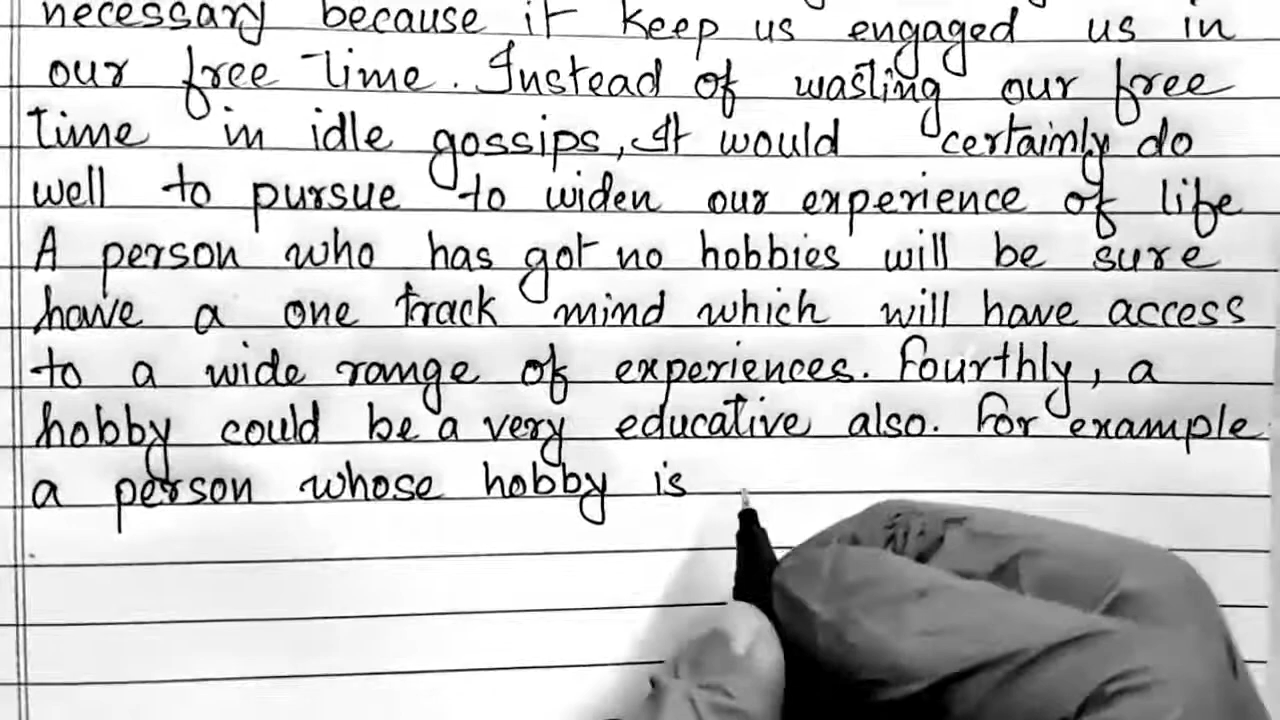 necessary because it keep us engaged us in
our free time. Instead of wasting our free
time in idle gossips, It would certainly do
well to pursue to widen our experience of life
A person who has got no hobbies will be sure
have a one track mind which will have access
to a wide range of experiences. Fourthly, a
hobby could be a very educative also. For example
a person whose hobby is